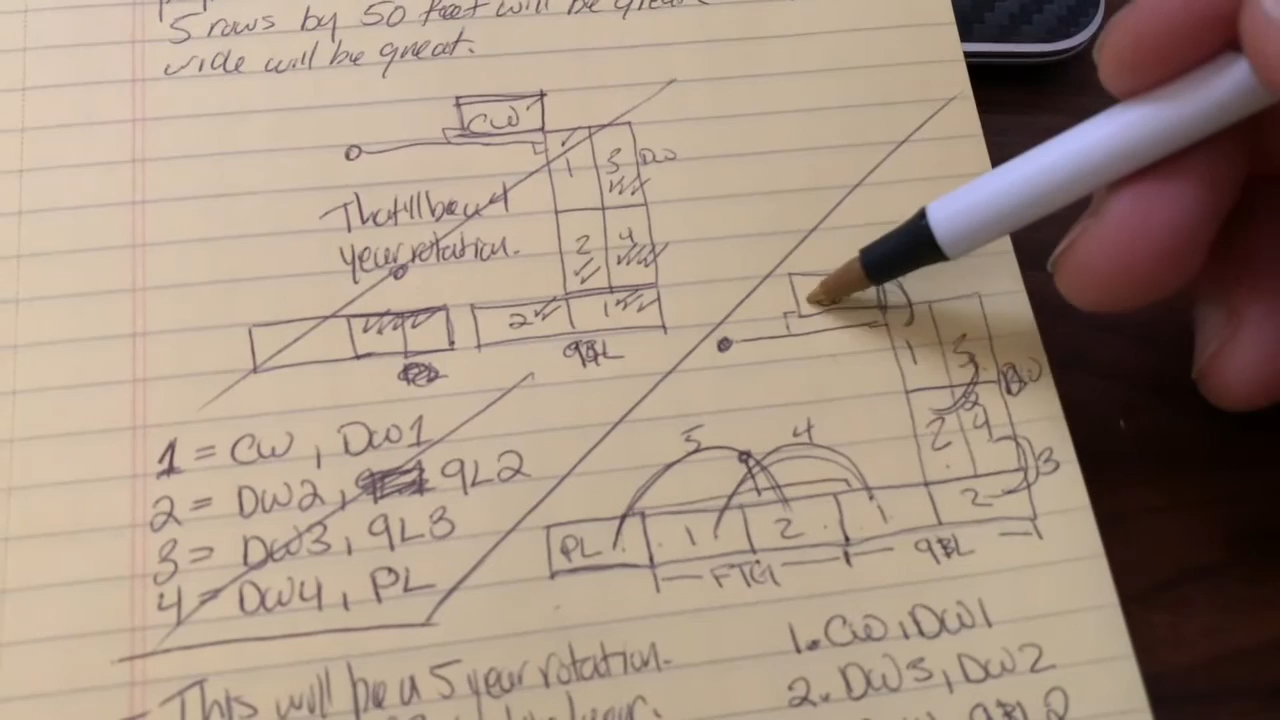 5 rows by 50 feet will be great
wide will be great.
CW
1 3 DW
That'll be a 4
year rotation.
2 4
2 1
1 = CW, DW1
2 = DW2, 9L2
3 = DW3, 9L3
4 = DW4, PL
1 3
2 4
5 4 3
PL 1 2 1 2
FTG 9BL
This will be a 5 year rotation.
1. CW, DW1
2. DW3, DW2